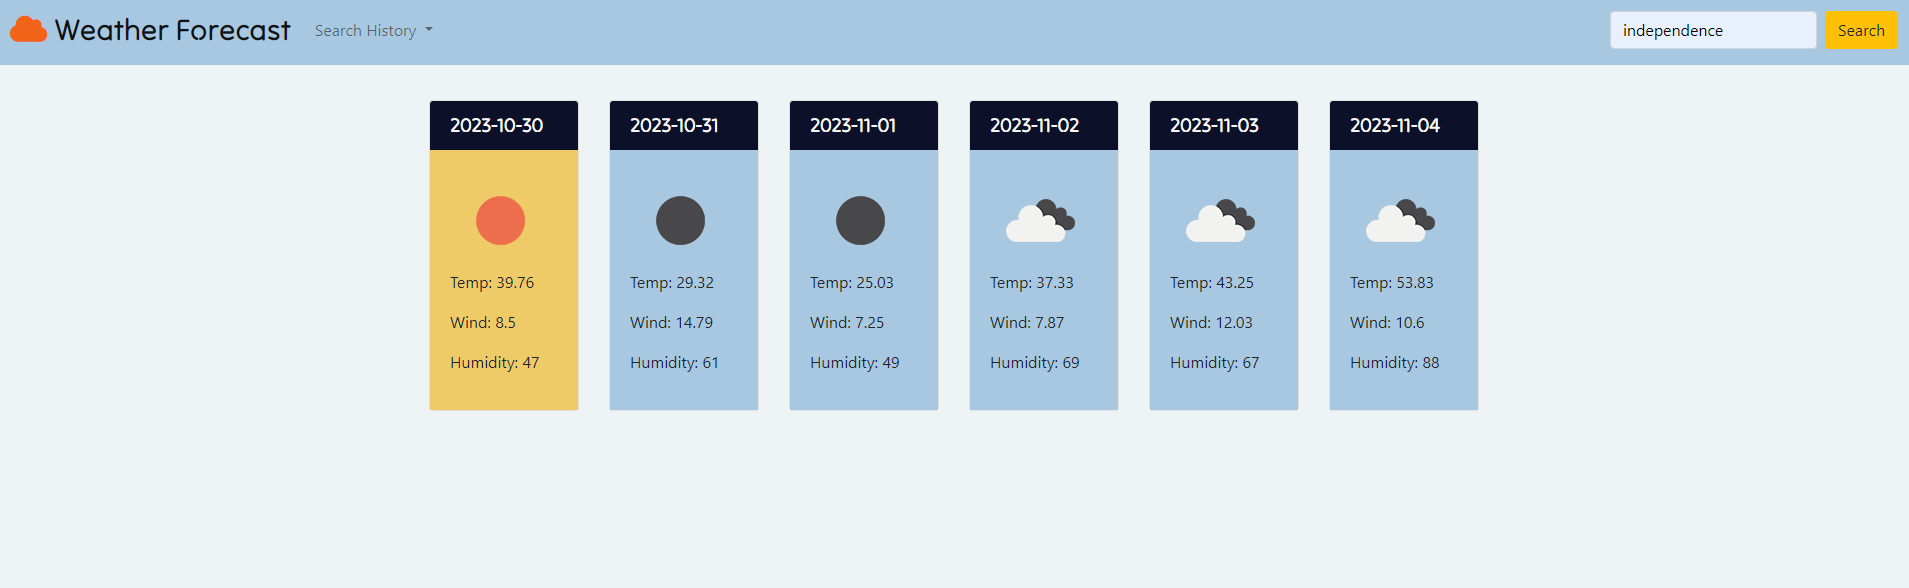 Weather Forecast
Search History
independence
Search
2023-10-30
Temp: 39.76
Wind: 8.5
Humidity: 47
2023-10-31
Temp: 29.32
Wind: 14.79
Humidity: 61
2023-11-01
Temp: 25.03
Wind: 7.25
Humidity: 49
2023-11-02
Temp: 37.33
Wind: 7.87
Humidity: 69
2023-11-03
Temp: 43.25
Wind: 12.03
Humidity: 67
2023-11-04
Temp: 53.83
Wind: 10.6
Humidity: 88